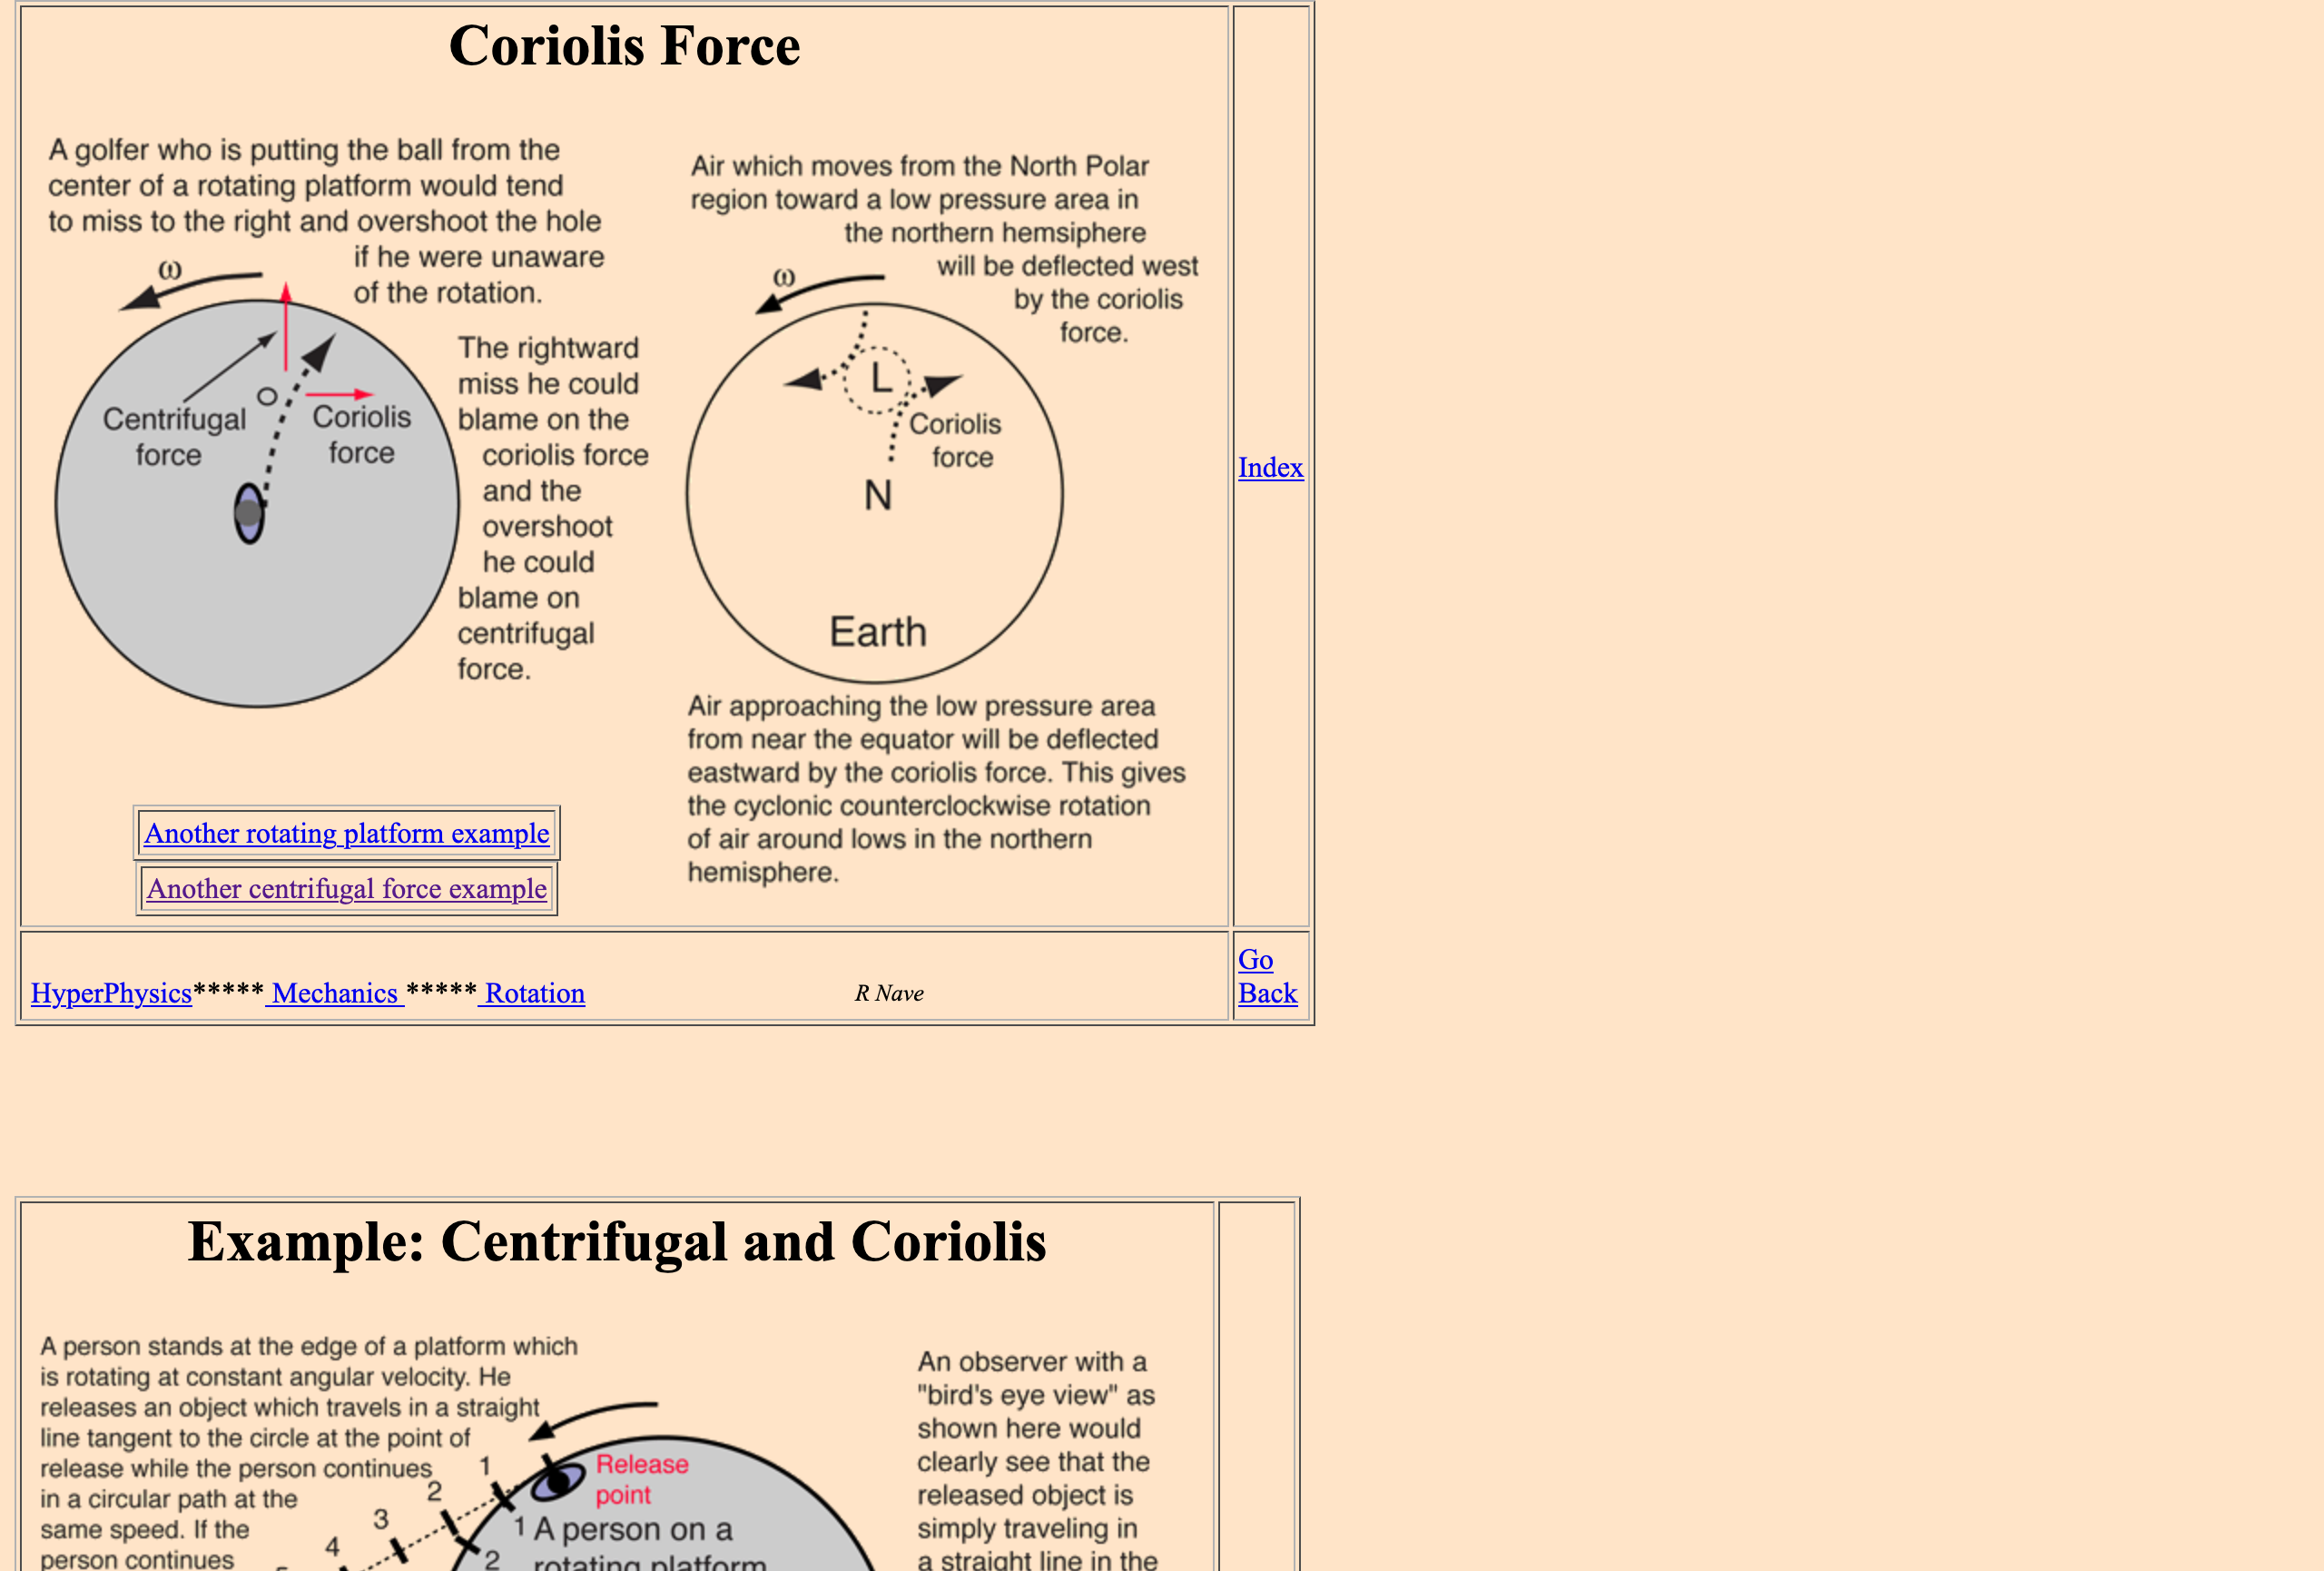 Coriolis Force
A golfer who is putting the ball from the
center of a rotating platform would tend
to miss to the right and overshoot the hole
if he were unaware
of the rotation.
ω
Centrifugal
force
Coriolis
force
The rightward
miss he could
blame on the
coriolis force
and the
overshoot
he could
blame on
centrifugal
force.
Another rotating platform example
Another centrifugal force example
Air which moves from the North Polar
region toward a low pressure area in
the northern hemsiphere
will be deflected west
by the coriolis
force.
ω
L
Coriolis
force
N
Earth
Air approaching the low pressure area
from near the equator will be deflected
eastward by the coriolis force. This gives
the cyclonic counterclockwise rotation
of air around lows in the northern
hemisphere.
Index
HyperPhysics***** Mechanics ***** Rotation
R Nave
Go
Back
Example: Centrifugal and Coriolis
A person stands at the edge of a platform which
is rotating at constant angular velocity. He
releases an object which travels in a straight
line tangent to the circle at the point of
release while the person continues
in a circular path at the
same speed. If the
person continues
1
2
3
4
Release
point
1
2
A person on a
rotating platform
An observer with a
"bird's eye view" as
shown here would
clearly see that the
released object is
simply traveling in
a straight line in the